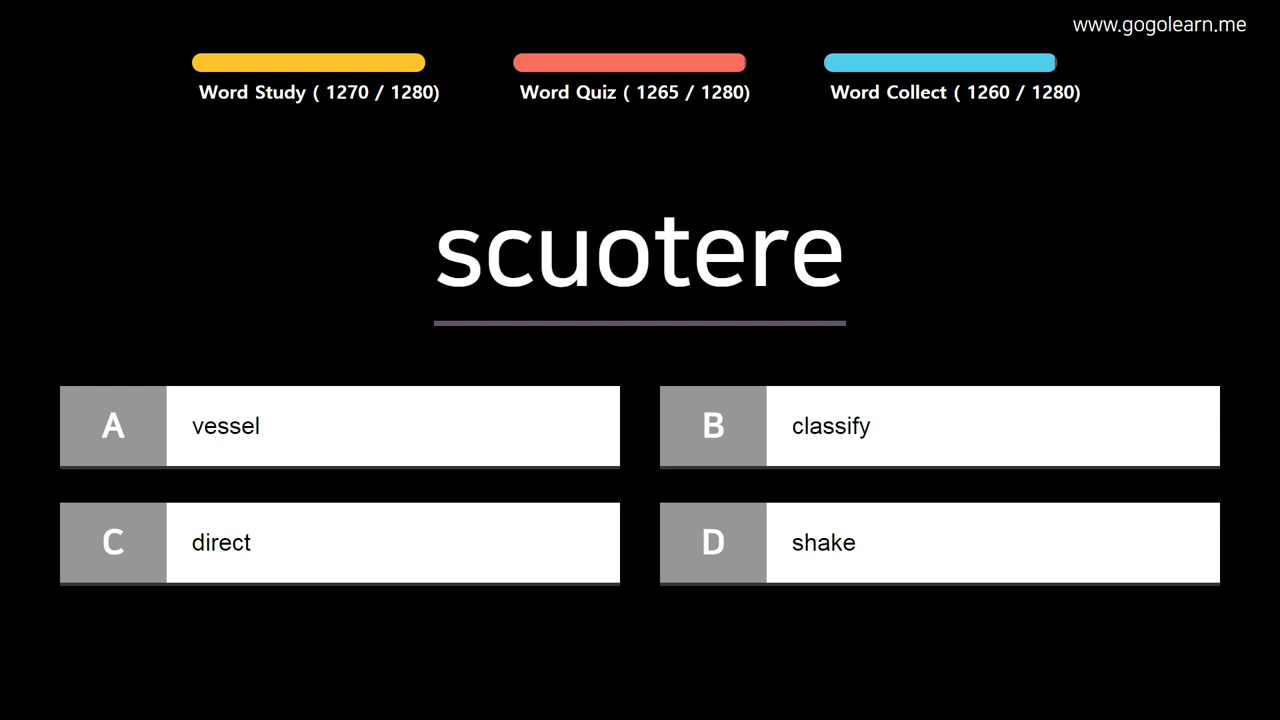 www.gogolearn.me
Word Study ( 1270 / 1280)
Word Quiz ( 1265 / 1280)
Word Collect ( 1260 / 1280)
scuotere
A vessel
B classify
C direct
D shake